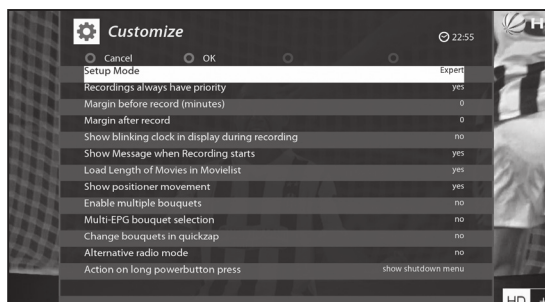 Customize
22:55
Cancel OK
Setup Mode Expert
Recordings always have priority yes
Margin before record (minutes) 0
Margin after record 0
Show blinking clock in display during recording no
Show Message when Recording starts yes
Load Length of Movies in Movielist yes
Show positioner movement yes
Enable multiple bouquets no
Multi-EPG bouquet selection no
Change bouquets in quickzap no
Alternative radio mode no
Action on long powerbutton press show shutdown menu
HD